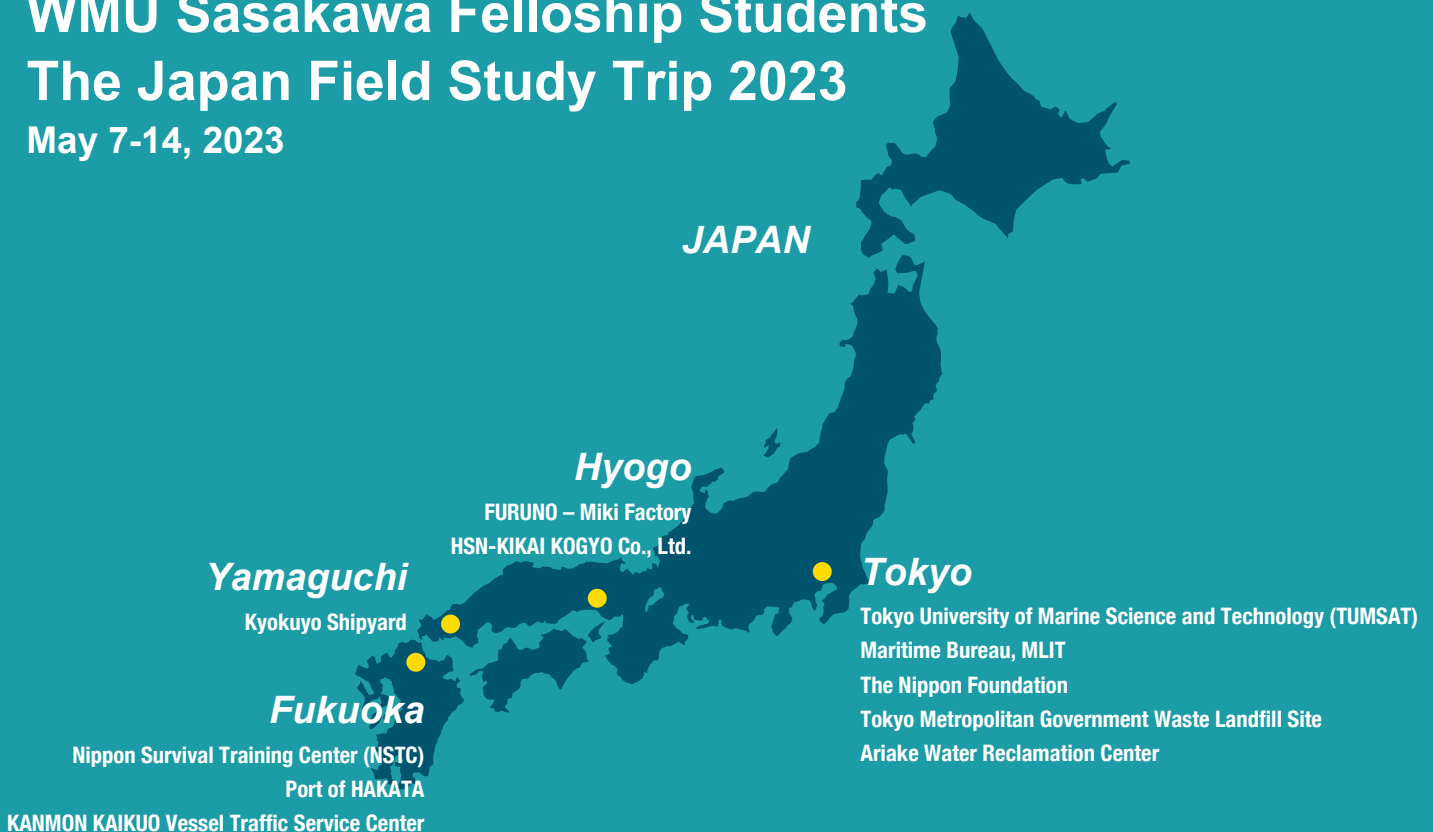 WMU Sasakawa Felloship Students
The Japan Field Study Trip 2023
May 7-14, 2023
JAPAN
Hyogo
FURUNO – Miki Factory
HSN-KIKAI KOGYO Co., Ltd.
Yamaguchi
Kyokuyo Shipyard
Fukuoka
Nippon Survival Training Center (NSTC)
Port of HAKATA
KANMON KAIKUO Vessel Traffic Service Center
Tokyo
Tokyo University of Marine Science and Technology (TUMSAT)
Maritime Bureau, MLIT
The Nippon Foundation
Tokyo Metropolitan Government Waste Landfill Site
Ariake Water Reclamation Center